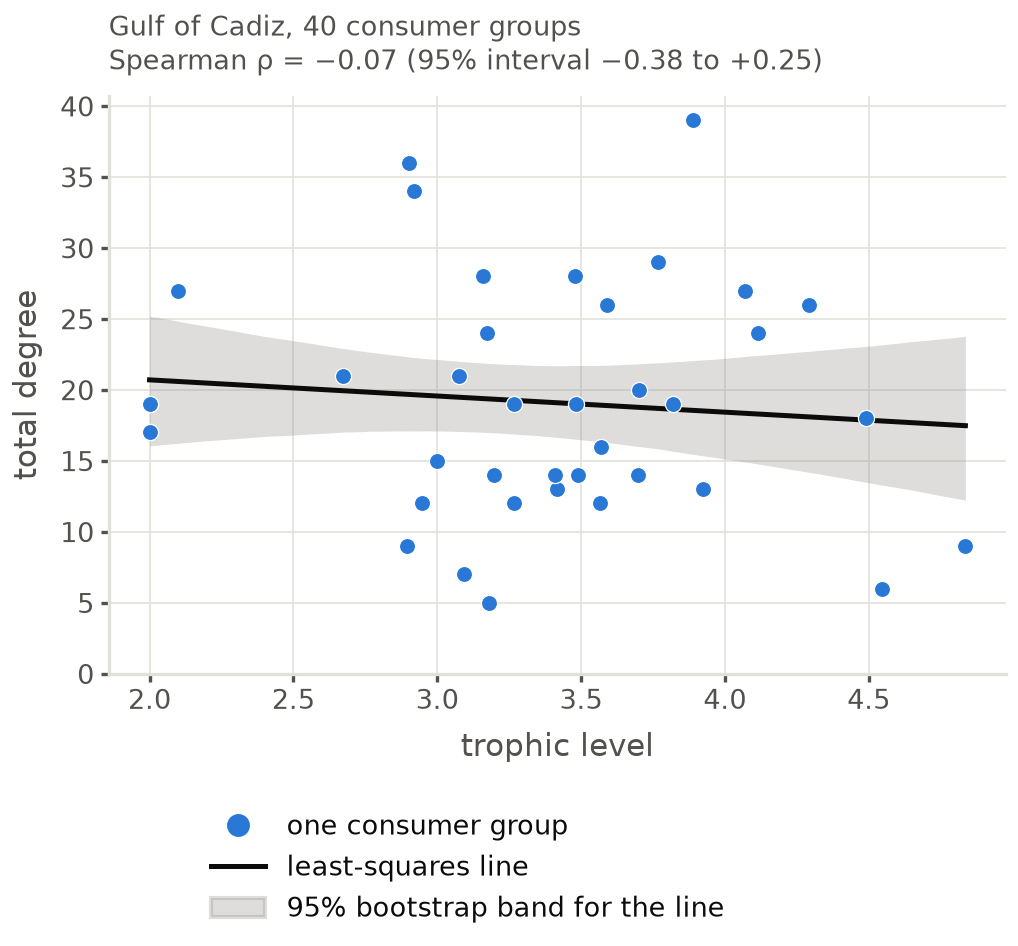 Gulf of Cadiz, 40 consumer groups
Spearman ρ = −0.07 (95% interval −0.38 to +0.25)
40
35
30
25
20
15
10
5
0
total degree
2.0 2.5 3.0 3.5 4.0 4.5
trophic level
one consumer group
least-squares line
95% bootstrap band for the line